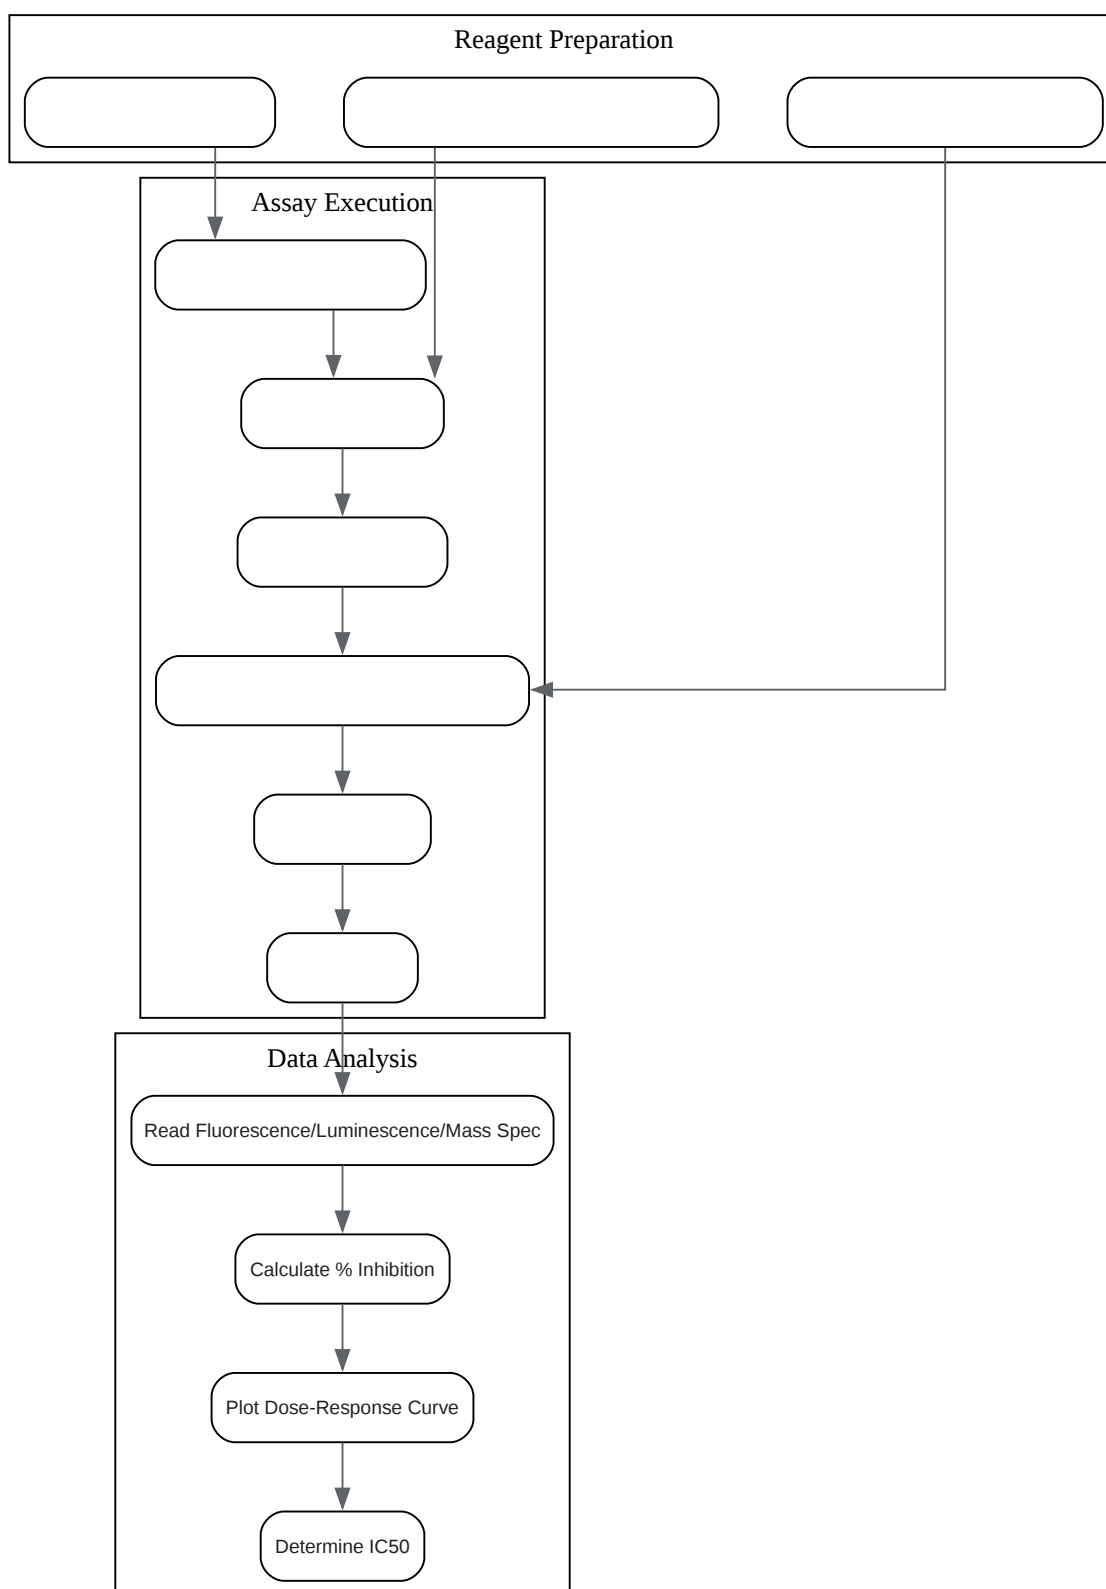 Reagent Preparation
Assay Execution
Data Analysis
Read Fluorescence/Luminescence/Mass Spec
Calculate % Inhibition
Plot Dose-Response Curve
Determine IC50